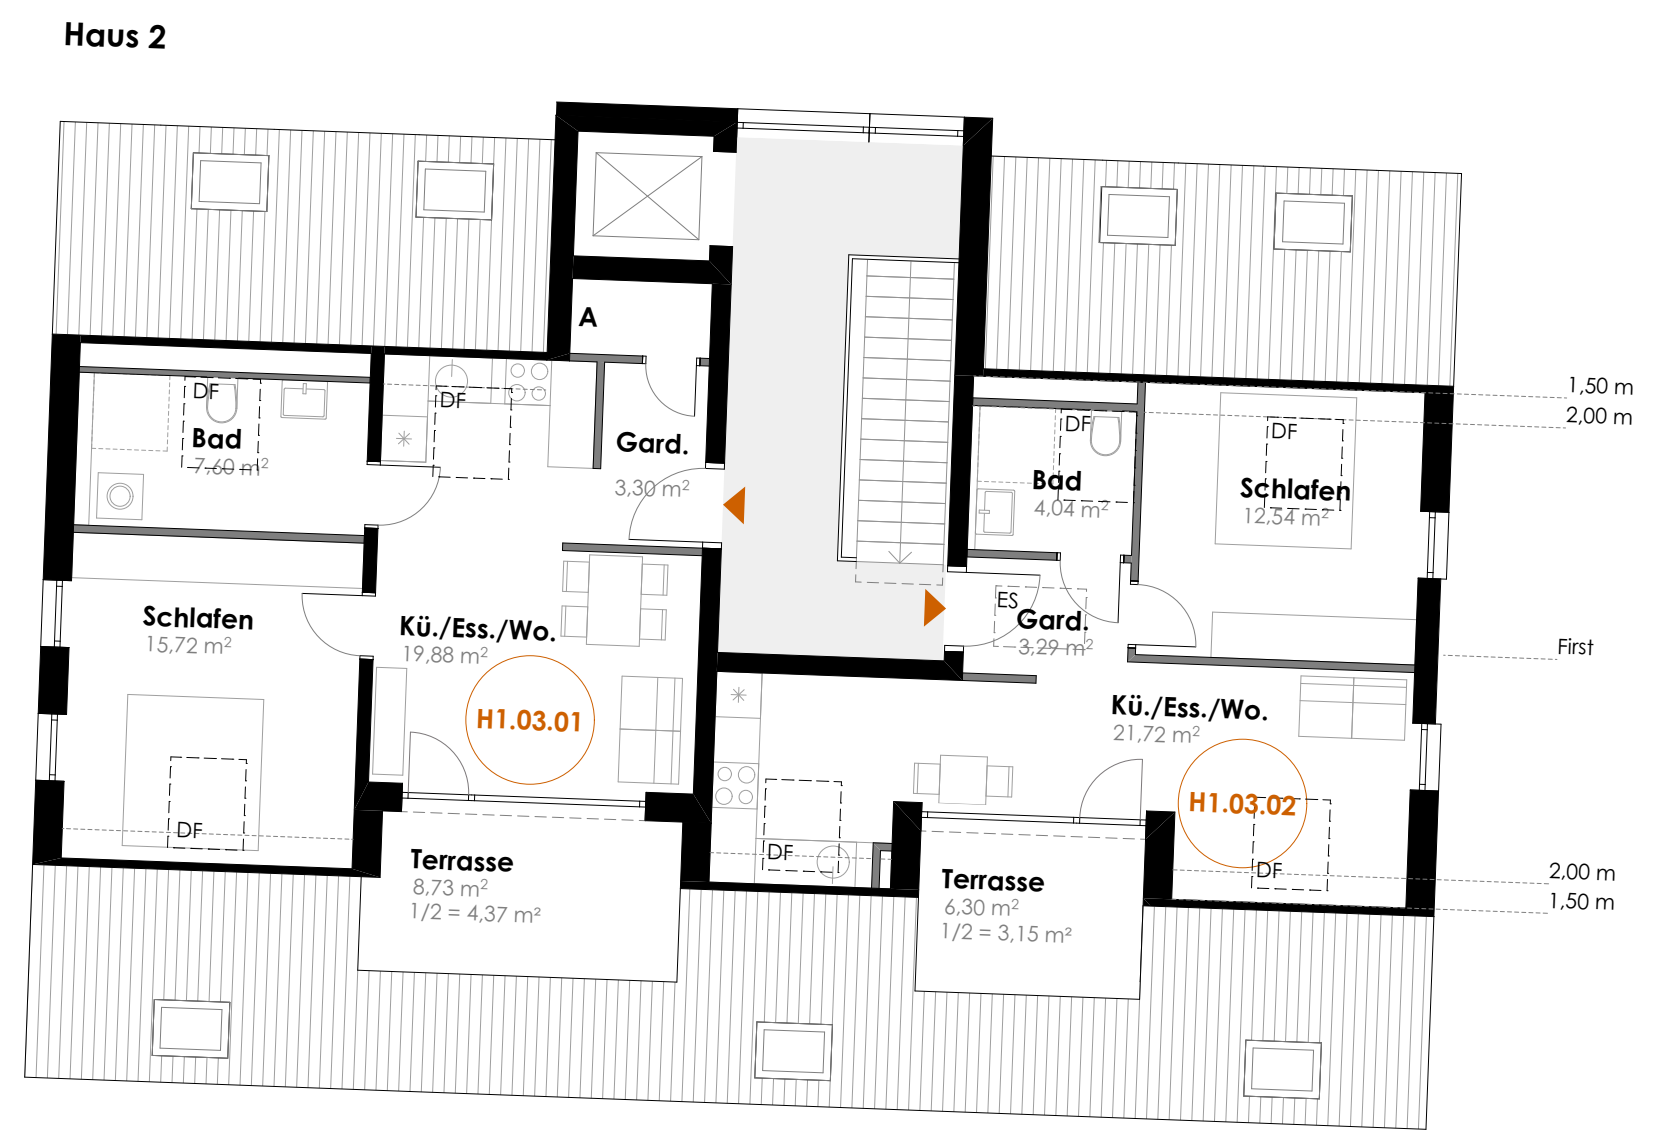 Haus 2
A
DF
Bad
7,60 m²
DF
Gard.
3,30 m²
Schlafen
15,72 m²
Kü./Ess./Wo.
19,88 m²
H1.03.01
DF
Terrasse
8,73 m²
1/2 = 4,37 m²
DF
Bad
4,04 m²
DF
Schlafen
12,54 m²
1,50 m
2,00 m
ES
Gard.
3,29 m²
First
Kü./Ess./Wo.
21,72 m²
H1.03.02
DF
DF
Terrasse
6,30 m²
1/2 = 3,15 m²
2,00 m
1,50 m